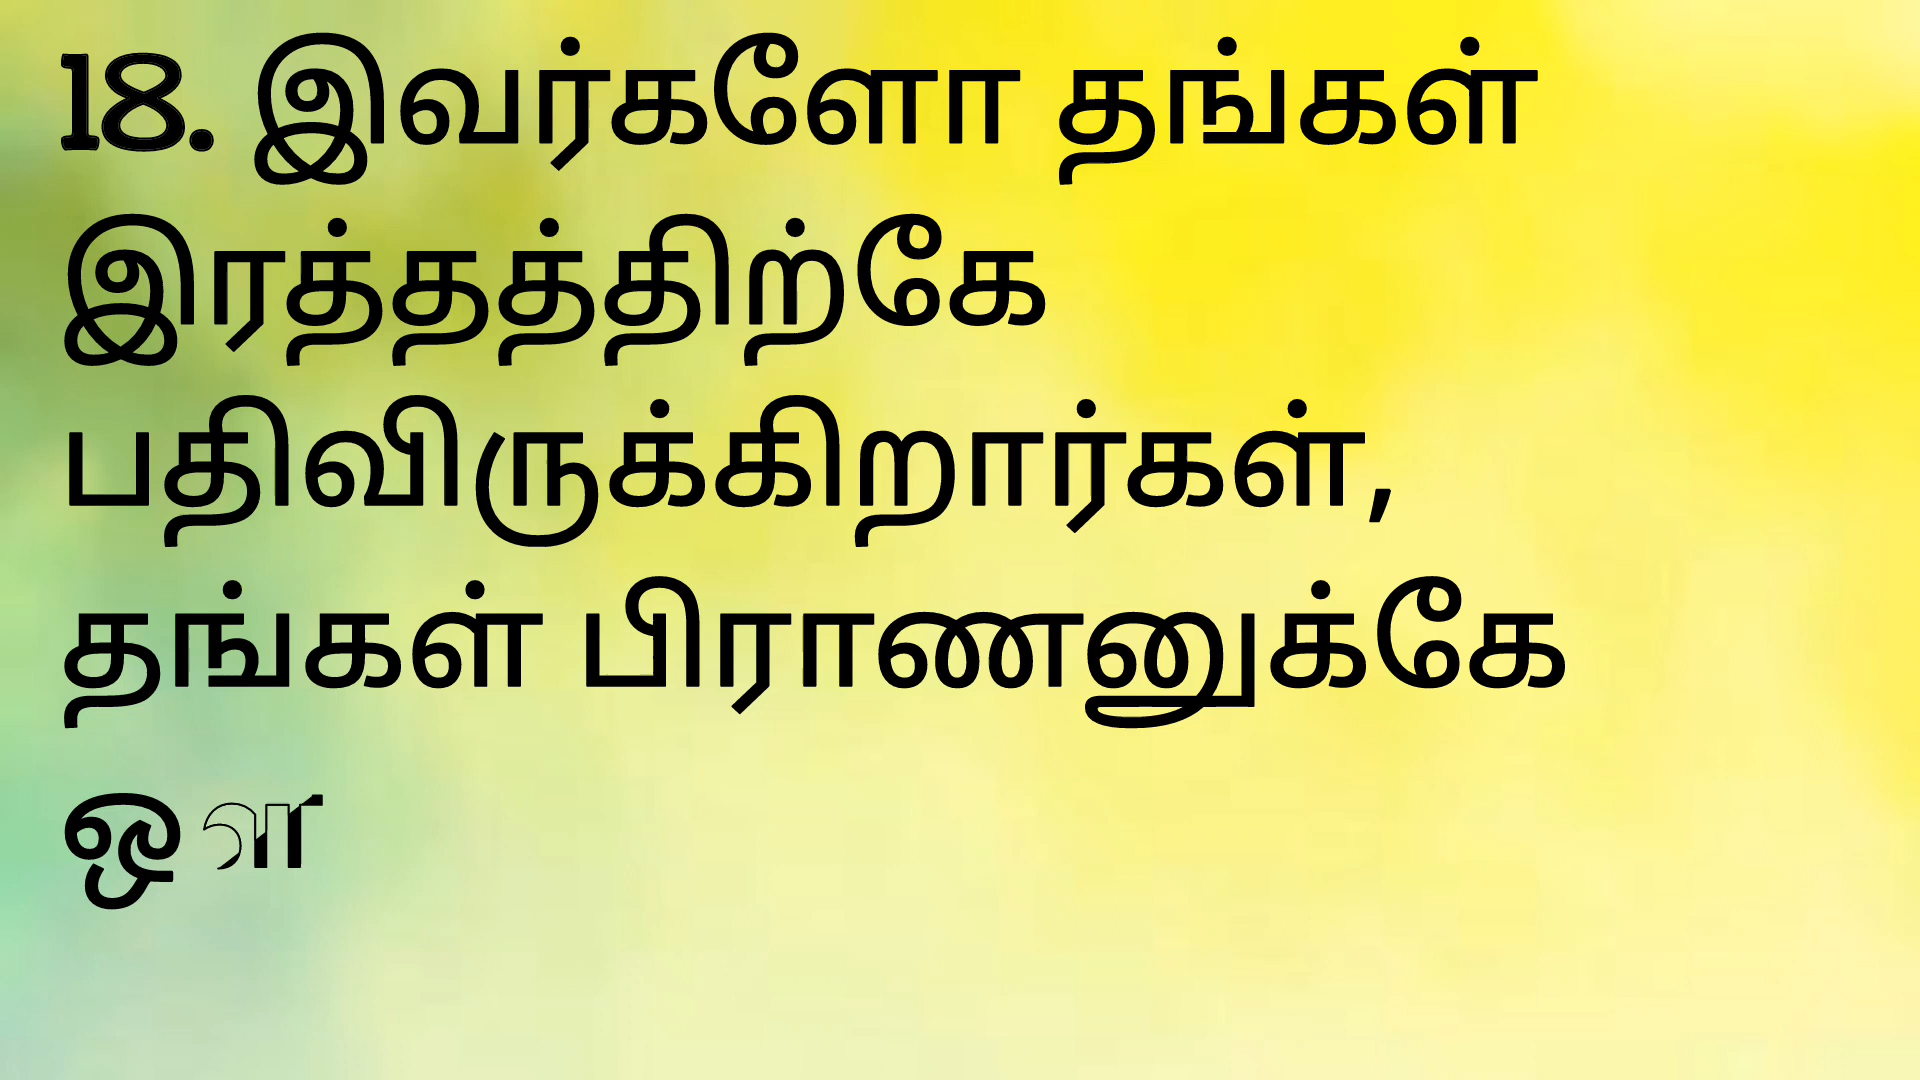 18. இவர்களோ தங்கள்
இரத்தத்திற்கே
பதிவிருக்கிறார்கள்,
தங்கள் பிராணனுக்கே
ஒ